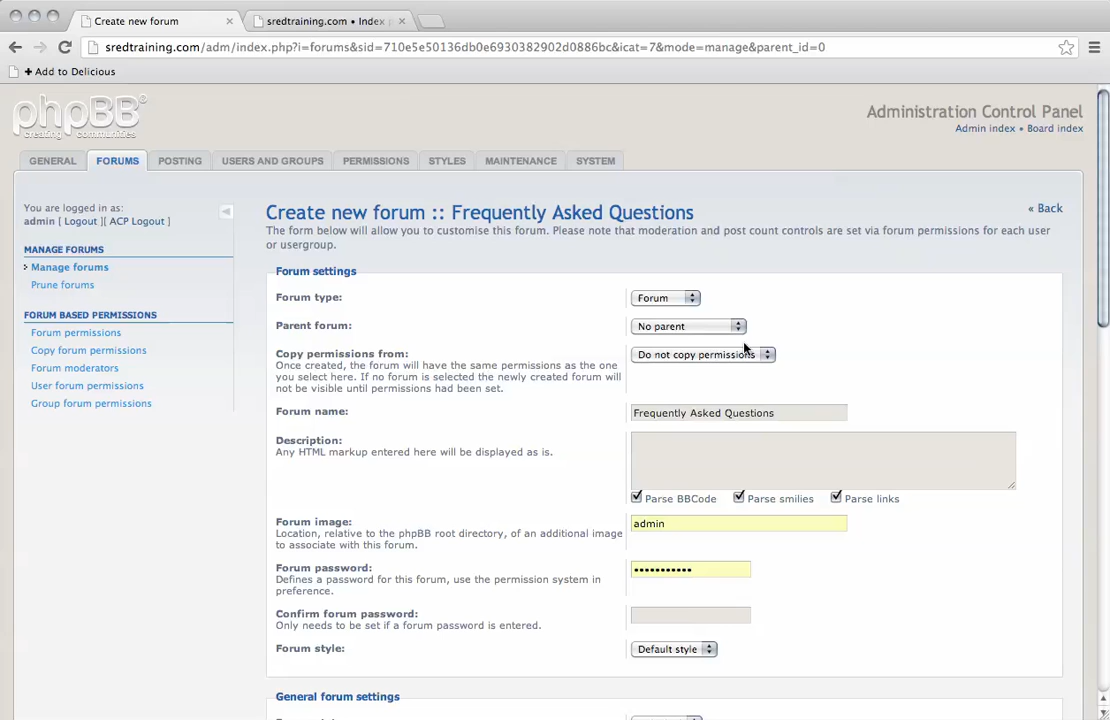 Create new forum
sredtraining.com • Index p
sredtraining.com/adm/index.php?i=forums&sid=710e5e50136db0e6930382902d0886bc&icat=7&mode=manage&parent_id=0
+ Add to Delicious
phpBB
creating communities
Administration Control Panel
Admin index • Board index
GENERAL FORUMS POSTING USERS AND GROUPS PERMISSIONS STYLES MAINTENANCE SYSTEM
You are logged in as:
admin [ Logout ][ ACP Logout ]
MANAGE FORUMS
Manage forums
Prune forums
FORUM BASED PERMISSIONS
Forum permissions
Copy forum permissions
Forum moderators
User forum permissions
Group forum permissions
Create new forum :: Frequently Asked Questions
« Back
The form below will allow you to customise this forum. Please note that moderation and post count controls are set via forum permissions for each user
or usergroup.
Forum settings
Forum type:
Forum
Parent forum:
No parent
Copy permissions from:
Once created, the forum will have the same permissions as the one
you select here. If no forum is selected the newly created forum will
not be visible until permissions had been set.
Do not copy permissions
Forum name:
Frequently Asked Questions
Description:
Any HTML markup entered here will be displayed as is.
Parse BBCode Parse smilies Parse links
Forum image:
Location, relative to the phpBB root directory, of an additional image
to associate with this forum.
admin
Forum password:
Defines a password for this forum, use the permission system in
preference.
•••••••••••
Confirm forum password:
Only needs to be set if a forum password is entered.
Forum style:
Default style
General forum settings